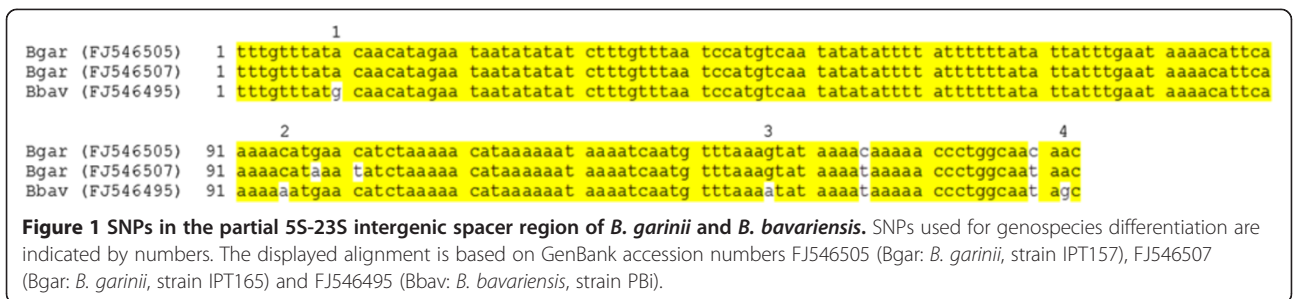 1
Bgar (FJ546505) 1 tttgtttata caacatagaa taatatatat ctttgtttaa tccatgtcaa tatatatttt attttttata ttatttgaat aaaacattca
Bgar (FJ546507) 1 tttgtttata caacatagaa taatatatat ctttgtttaa tccatgtcaa tatatatttt attttttata ttatttgaat aaaacattca
Bbav (FJ546495) 1 tttgtttatg caacatagaa taatatatat ctttgtttaa tccatgtcaa tatatatttt attttttata ttatttgaat aaaacattca
2 3 4
Bgar (FJ546505) 91 aaaacatgaa catctaaaaa cataaaaaat aaaatcaatg tttaaagtat aaaacaaaaa ccctggcaac aac
Bgar (FJ546507) 91 aaaacataaa tatctaaaaa cataaaaaat aaaatcaatg tttaaagtat aaaataaaaa ccctggcaac aac
Bbav (FJ546495) 91 aaaaaatgaa catctaaaaa cataaaaaat aaaatcaatg tttaaaatat aaaataaaaa ccctggcaat agc
Figure 1 SNPs in the partial 5S-23S intergenic spacer region of B. garinii and B. bavariensis. SNPs used for genospecies differentiation are
indicated by numbers. The displayed alignment is based on GenBank accession numbers FJ546505 (Bgar: B. garinii, strain IPT157), FJ546507
(Bgar: B. garinii, strain IPT165) and FJ546495 (Bbav: B. bavariensis, strain PBi).